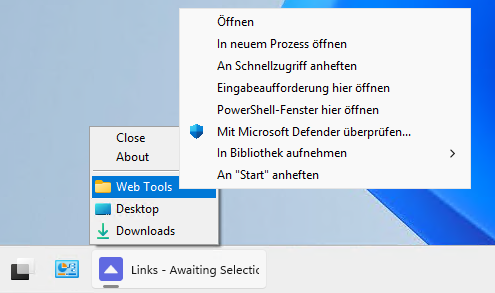 Öffnen
In neuem Prozess öffnen
An Schnellzugriff anheften
Eingabeaufforderung hier öffnen
PowerShell-Fenster hier öffnen
Mit Microsoft Defender überprüfen...
In Bibliothek aufnehmen
An "Start" anheften
Close
About
Web Tools
Desktop
Downloads
Links - Awaiting Selectio